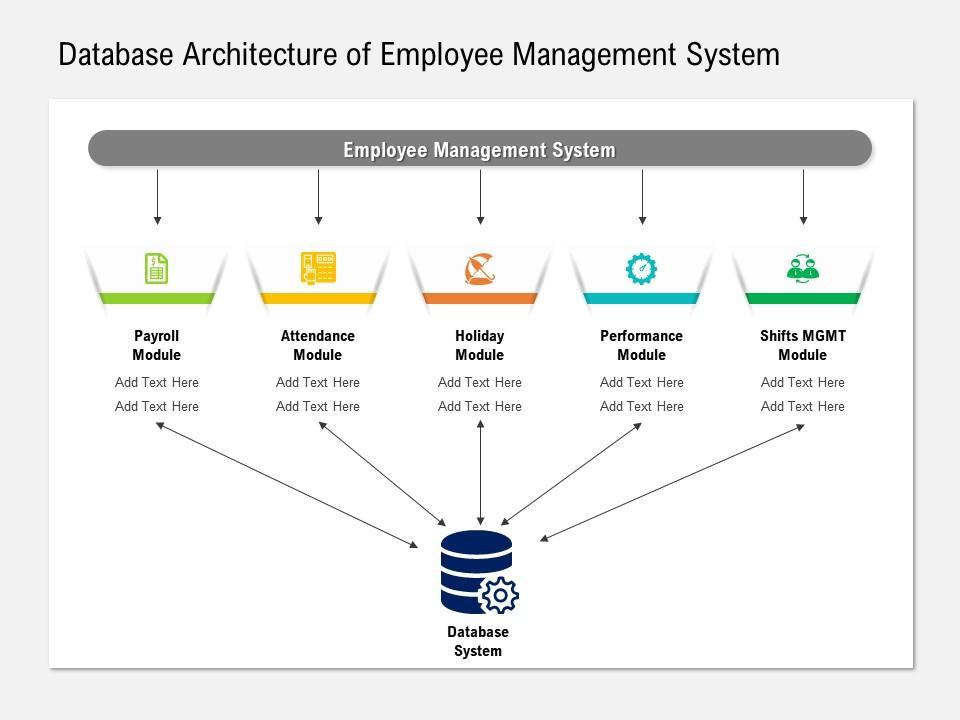 Database Architecture of Employee Management System
Employee Management System
Payroll
Module
Add Text Here
Add Text Here
Attendance
Module
Add Text Here
Add Text Here
Holiday
Module
Add Text Here
Add Text Here
Performance
Module
Add Text Here
Add Text Here
Shifts MGMT
Module
Add Text Here
Add Text Here
Database
System